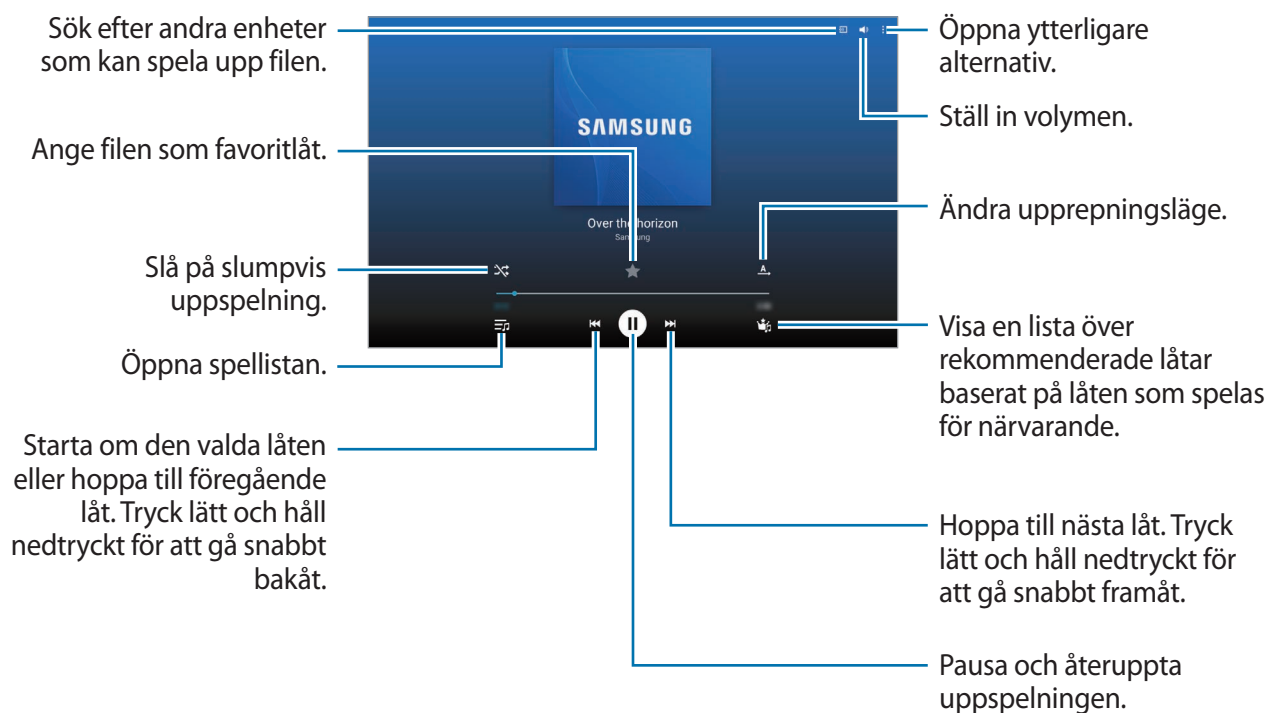 Sök efter andra enheter
som kan spela upp filen.
Ange filen som favoritlåt.
Slå på slumpvis
uppspelning.
Öppna spellistan.
Starta om den valda låten
eller hoppa till föregående
låt. Tryck lätt och håll
nedtryckt för att gå snabbt
bakåt.
SAMSUNG
Over the horizon
Samsung
A
Öppna ytterligare
alternativ.
Ställ in volymen.
Ändra upprepningsläge.
Visa en lista över
rekommenderade låtar
baserat på låten som spelas
för närvarande.
Hoppa till nästa låt. Tryck
lätt och håll nedtryckt för
att gå snabbt framåt.
Pausa och återuppta
uppspelningen.